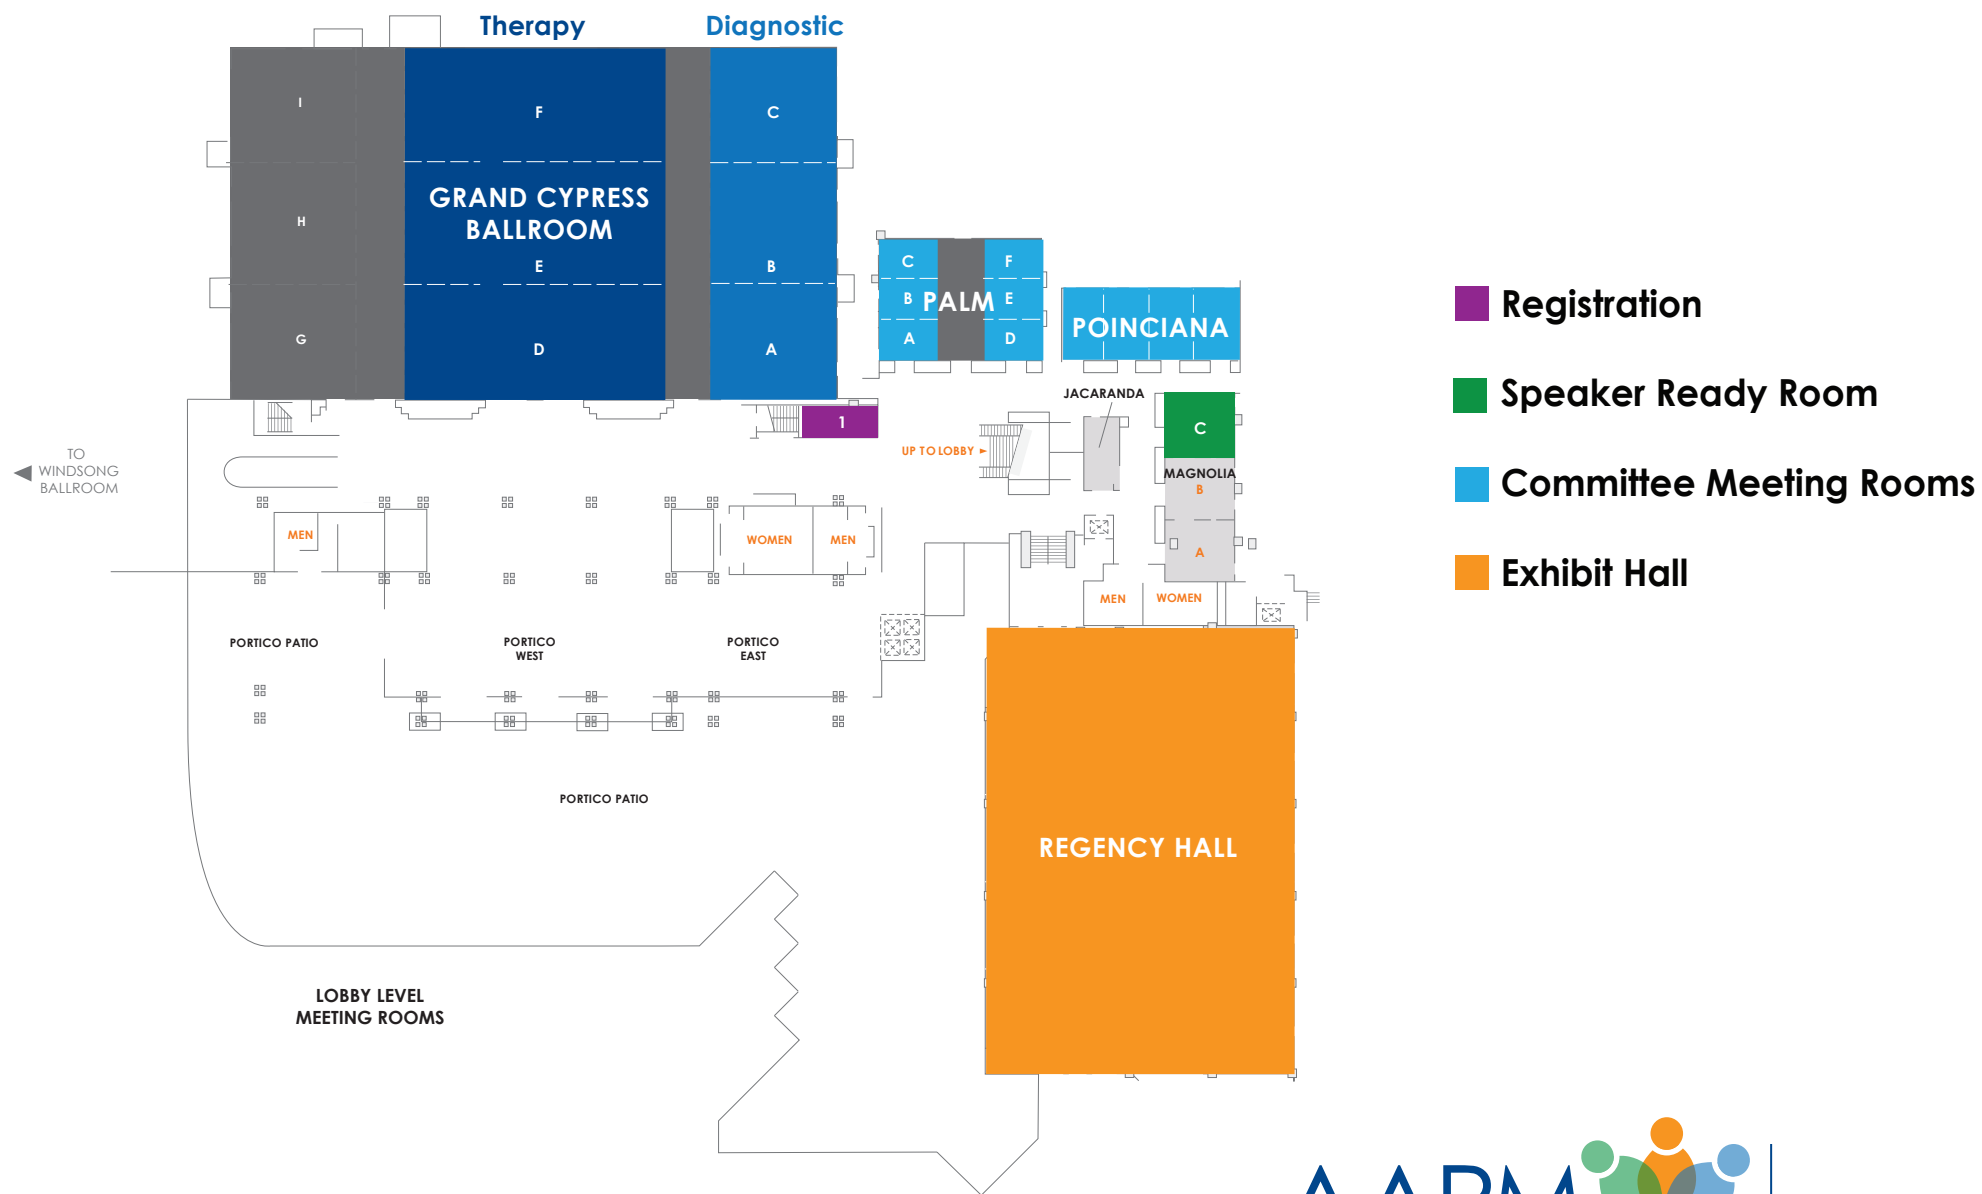 Therapy
Diagnostic
I
F
C
GRAND CYPRESS
BALLROOM
H
E
B
G
D
A
C
F
B
PALM
E
A
D
POINCIANA
Registration
Speaker Ready Room
Committee Meeting Rooms
Exhibit Hall
JACARANDA
1
C
UP TO LOBBY
MAGNOLIA
B
A
TO
WINDSONG
BALLROOM
MEN
WOMEN
MEN
MEN
WOMEN
PORTICO PATIO
PORTICO
WEST
PORTICO
EAST
PORTICO PATIO
REGENCY HALL
LOBBY LEVEL
MEETING ROOMS
AAPM